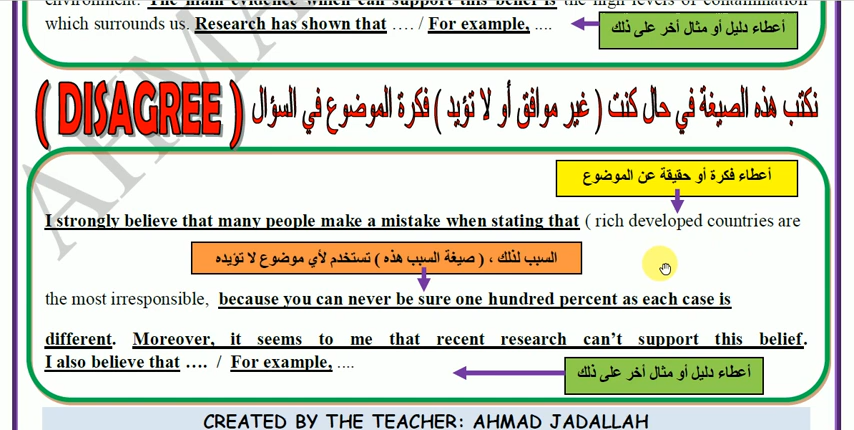 environment. The main evidence which can support this belief is the high levels of contamination
which surrounds us. Research has shown that …. / For example, ....
أعطاء دليل أو مثال أخر على ذلك
نكتب هذه الصيغة في حال كنت ( غير موافق أو لا تؤيد ) فكرة الموضوع في السؤال ( DISAGREE )
أعطاء فكرة أو حقيقة عن الموضوع
I strongly believe that many people make a mistake when stating that ( rich developed countries are
السبب لذلك ، ( صيغة السبب هذه ) تستخدم لأي موضوع لا تؤيده
the most irresponsible, because you can never be sure one hundred percent as each case is
different. Moreover, it seems to me that recent research can't support this belief.
I also believe that …. / For example, ....
أعطاء دليل أو مثال أخر على ذلك
CREATED BY THE TEACHER: AHMAD JADALLAH